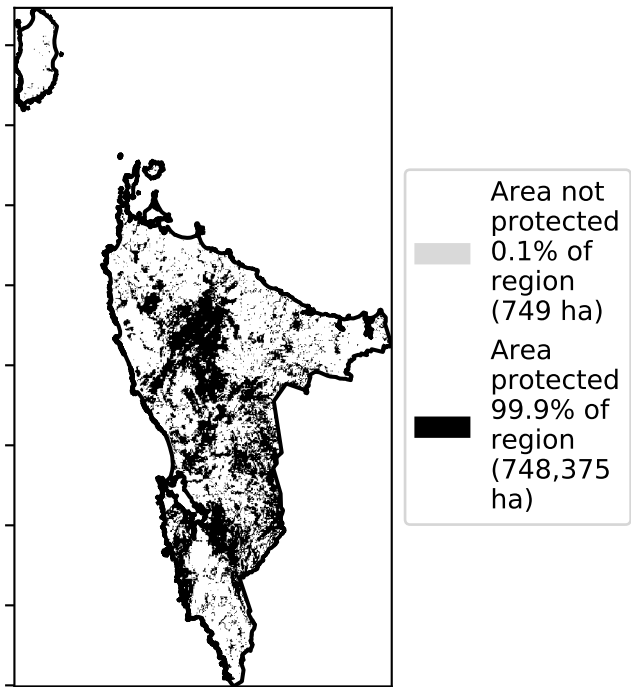 Area not
protected
0.1% of
region
(749 ha)
Area
protected
99.9% of
region
(748,375
ha)